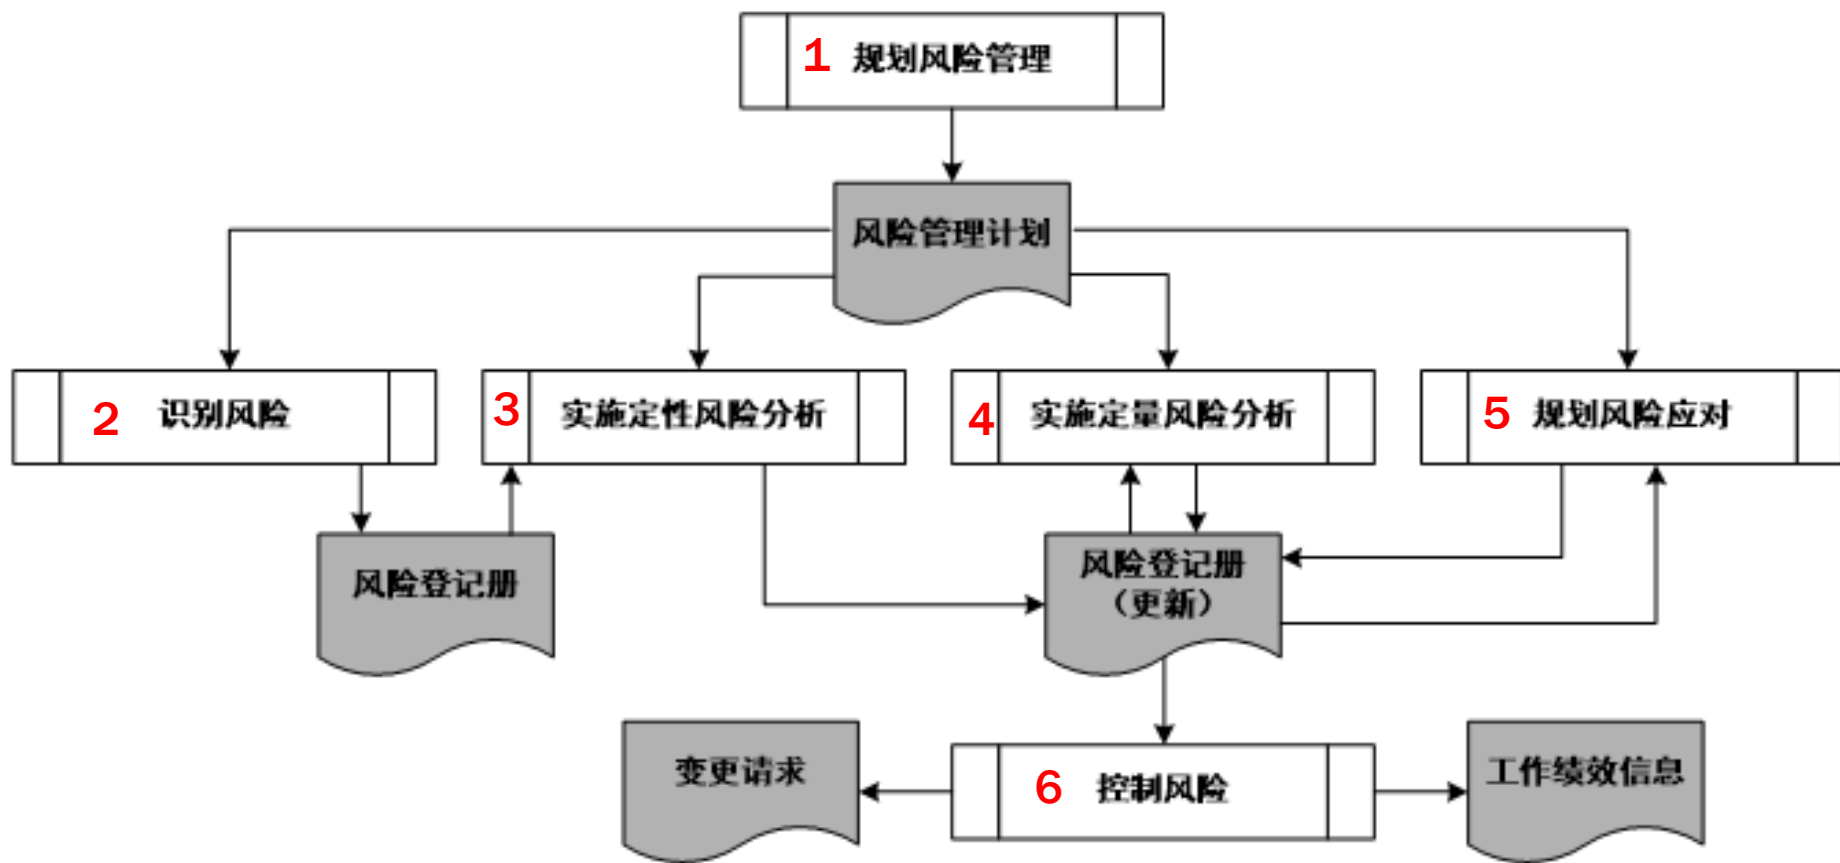 1 规划风险管理
风险管理计划
2 识别风险
3 实施定性风险分析
4 实施定量风险分析
5 规划风险应对
风险登记册
风险登记册
（更新）
变更请求
6 控制风险
工作绩效信息